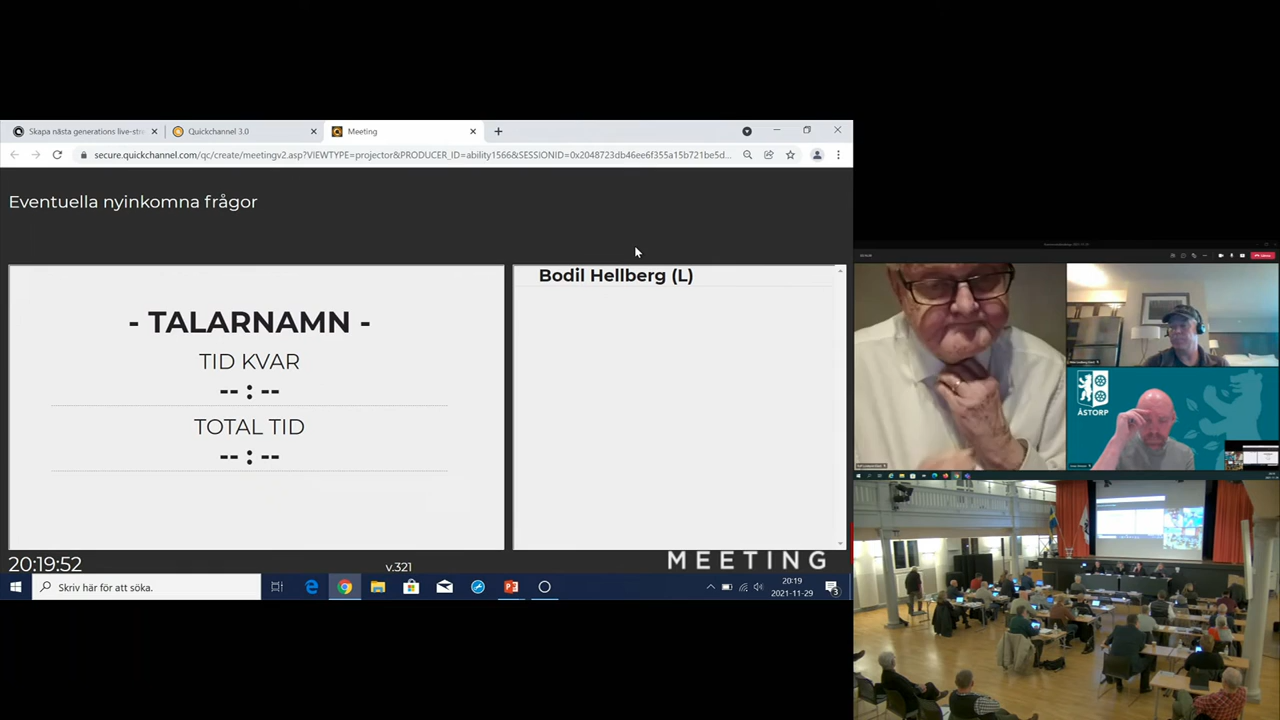 Skapa nästa generations live-stre
Quickchannel 3.0
Meeting
secure.quickchannel.com/qc/create/meetingv2.asp?VIEWTYPE=projector&PRODUCER_ID=ability1566&SESSIONID=0x2048723db46ee6f355a15b721be5d...
Eventuella nyinkomna frågor
- TALARNAMN -
TID KVAR
-- : --
TOTAL TID
-- : --
Bodil Hellberg (L)
20:19:52
v.321
MEETING
Skriv här för att söka.
20:19
2021-11-29
3
ÅSTORP